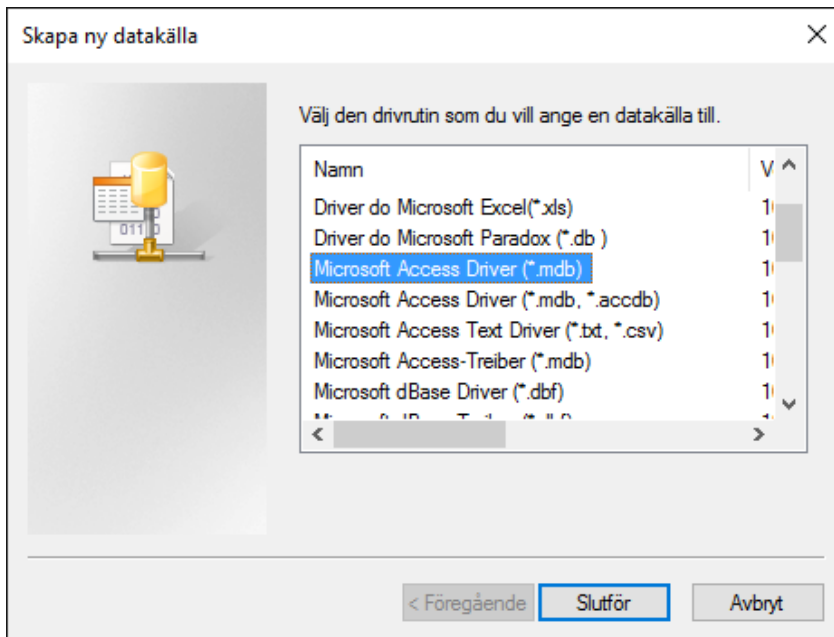 Skapa ny datakälla
Välj den drivrutin som du vill ange en datakälla till.
Namn
Driver do Microsoft Excel(*.xls)
Driver do Microsoft Paradox (*.db )
Microsoft Access Driver (*.mdb)
Microsoft Access Driver (*.mdb, *.accdb)
Microsoft Access Text Driver (*.txt, *.csv)
Microsoft Access-Treiber (*.mdb)
Microsoft dBase Driver (*.dbf)
< Föregående Slutför Avbryt